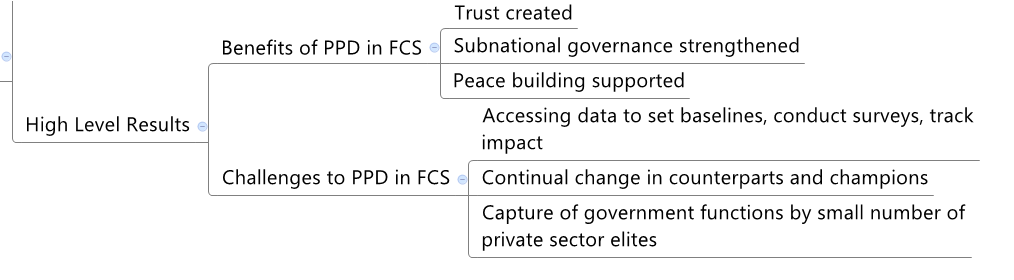 Trust created
Benefits of PPD in FCS
Subnational governance strengthened
Peace building supported
High Level Results
Accessing data to set baselines, conduct surveys, track
impact
Challenges to PPD in FCS
Continual change in counterparts and champions
Capture of government functions by small number of
private sector elites